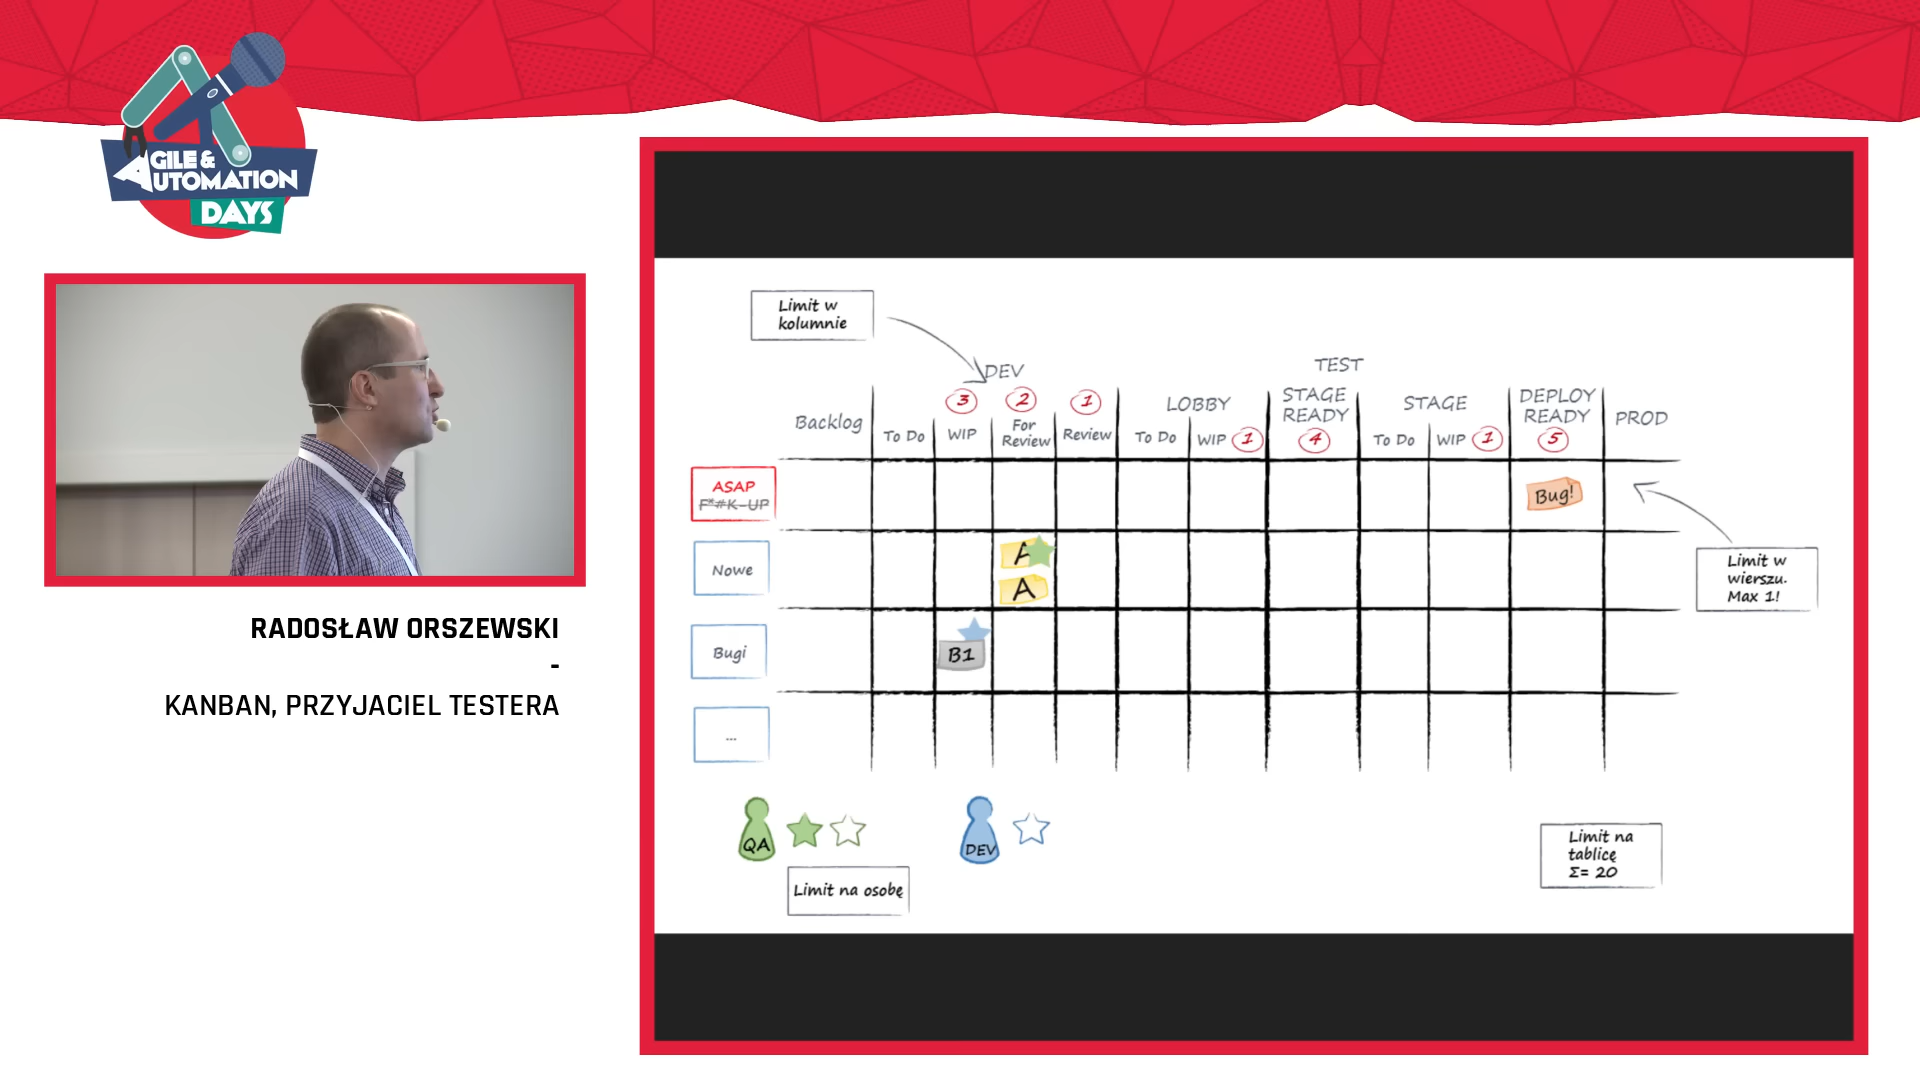 AGILE &
AUTOMATION
DAYS
RADOSŁAW ORSZEWSKI
-
KANBAN, PRZYJACIEL TESTERA
Limit w
kolumnie
DEV
TEST
Backlog
3
2
1
To Do
WIP
For
Review
Review
LOBBY
To Do
WIP 1
STAGE
READY
4
STAGE
To Do
WIP 1
DEPLOY
READY
5
PROD
ASAP
F*#K-UP
Bug!
Nowe
A
A
Limit w
wierszu.
Max 1!
Bugi
B1
...
QA
DEV
Limit na osobę
Limit na
tablicę
Σ= 20